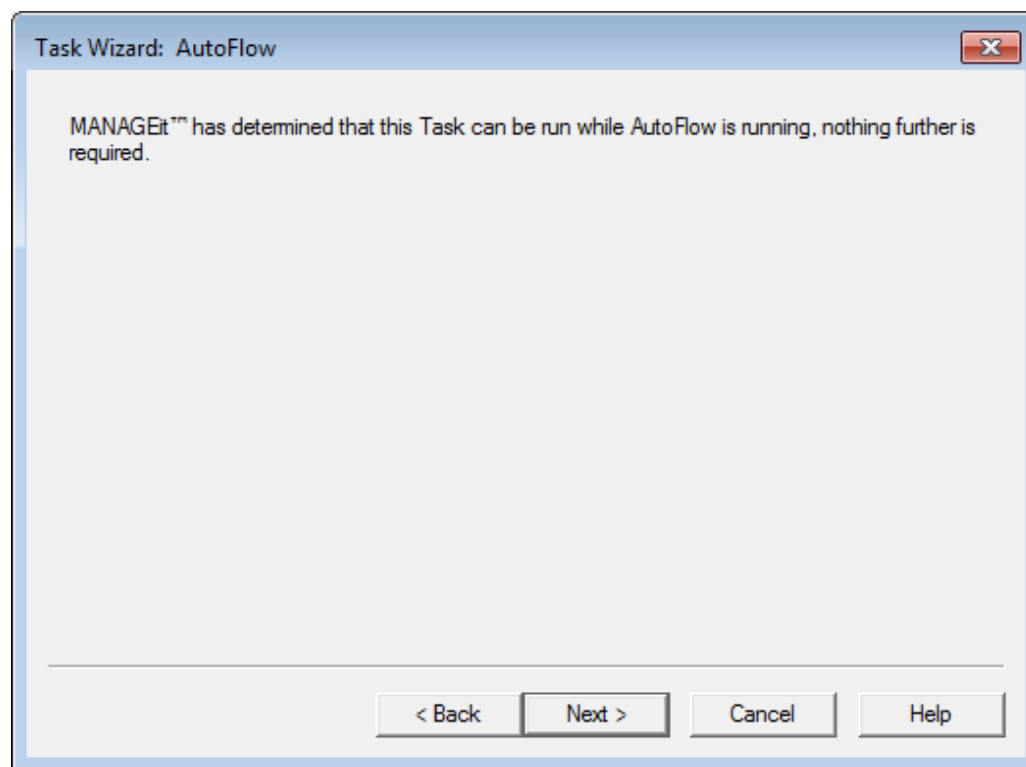 Task Wizard: AutoFlow
MANAGEit™ has determined that this Task can be run while AutoFlow is running, nothing further is
required.
< Back Next > Cancel Help